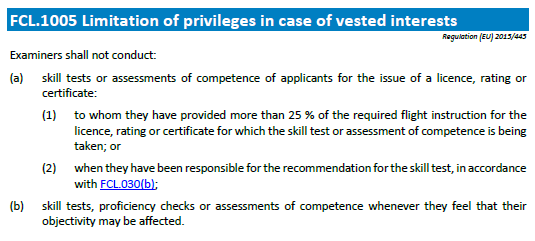 FCL.1005 Limitation of privileges in case of vested interests
Regulation (EU) 2015/445
Examiners shall not conduct:
(a) skill tests or assessments of competence of applicants for the issue of a licence, rating or
certificate:
(1) to whom they have provided more than 25 % of the required flight instruction for the
licence, rating or certificate for which the skill test or assessment of competence is being
taken; or
(2) when they have been responsible for the recommendation for the skill test, in accordance
with FCL.030(b);
(b) skill tests, proficiency checks or assessments of competence whenever they feel that their
objectivity may be affected.